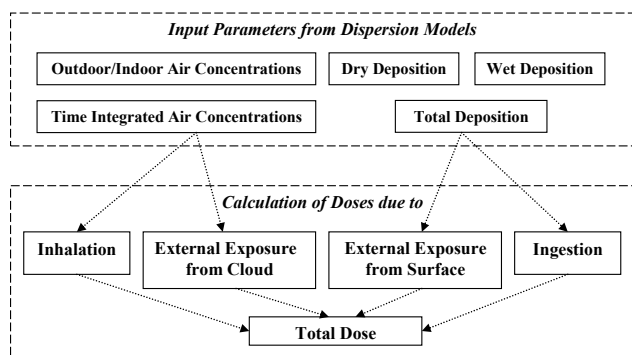 Input Parameters from Dispersion Models
Outdoor/Indoor Air Concentrations
Dry Deposition
Wet Deposition
Time Integrated Air Concentrations
Total Deposition
Calculation of Doses due to
Inhalation
External Exposure
from Cloud
External Exposure
from Surface
Ingestion
Total Dose